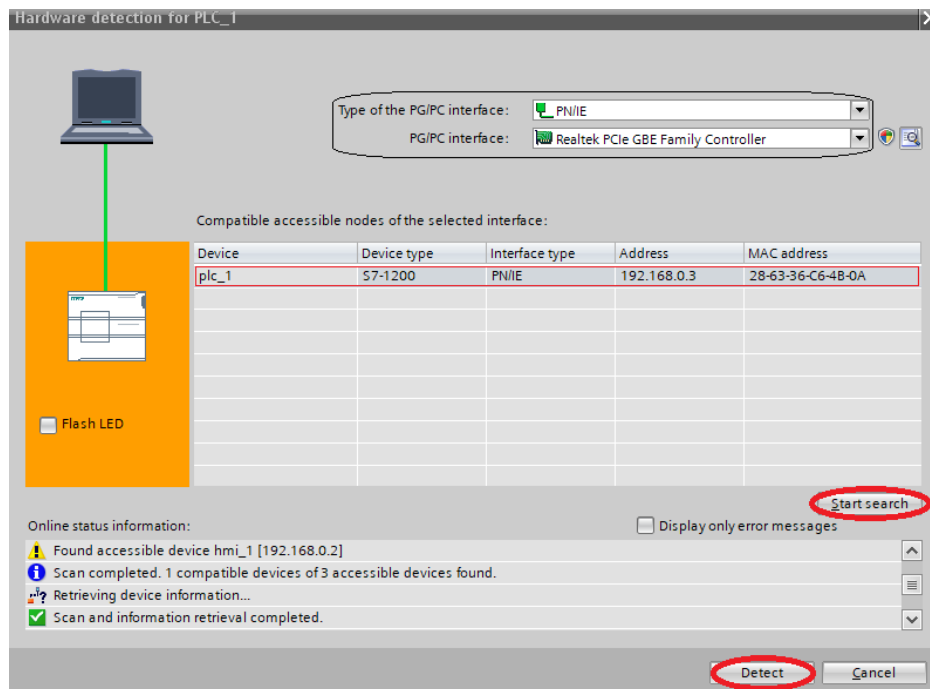 Hardware detection for PLC_1
Type of the PG/PC interface: PN/IE
PG/PC interface: Realtek PCIe GBE Family Controller
Compatible accessible nodes of the selected interface:
Device Device type Interface type Address MAC address
plc_1 S7-1200 PN/IE 192.168.0.3 28-63-36-C6-4B-0A
Flash LED
Start search
Online status information: Display only error messages
Found accessible device hmi_1 [192.168.0.2]
Scan completed. 1 compatible devices of 3 accessible devices found.
Retrieving device information...
Scan and information retrieval completed.
Detect Cancel